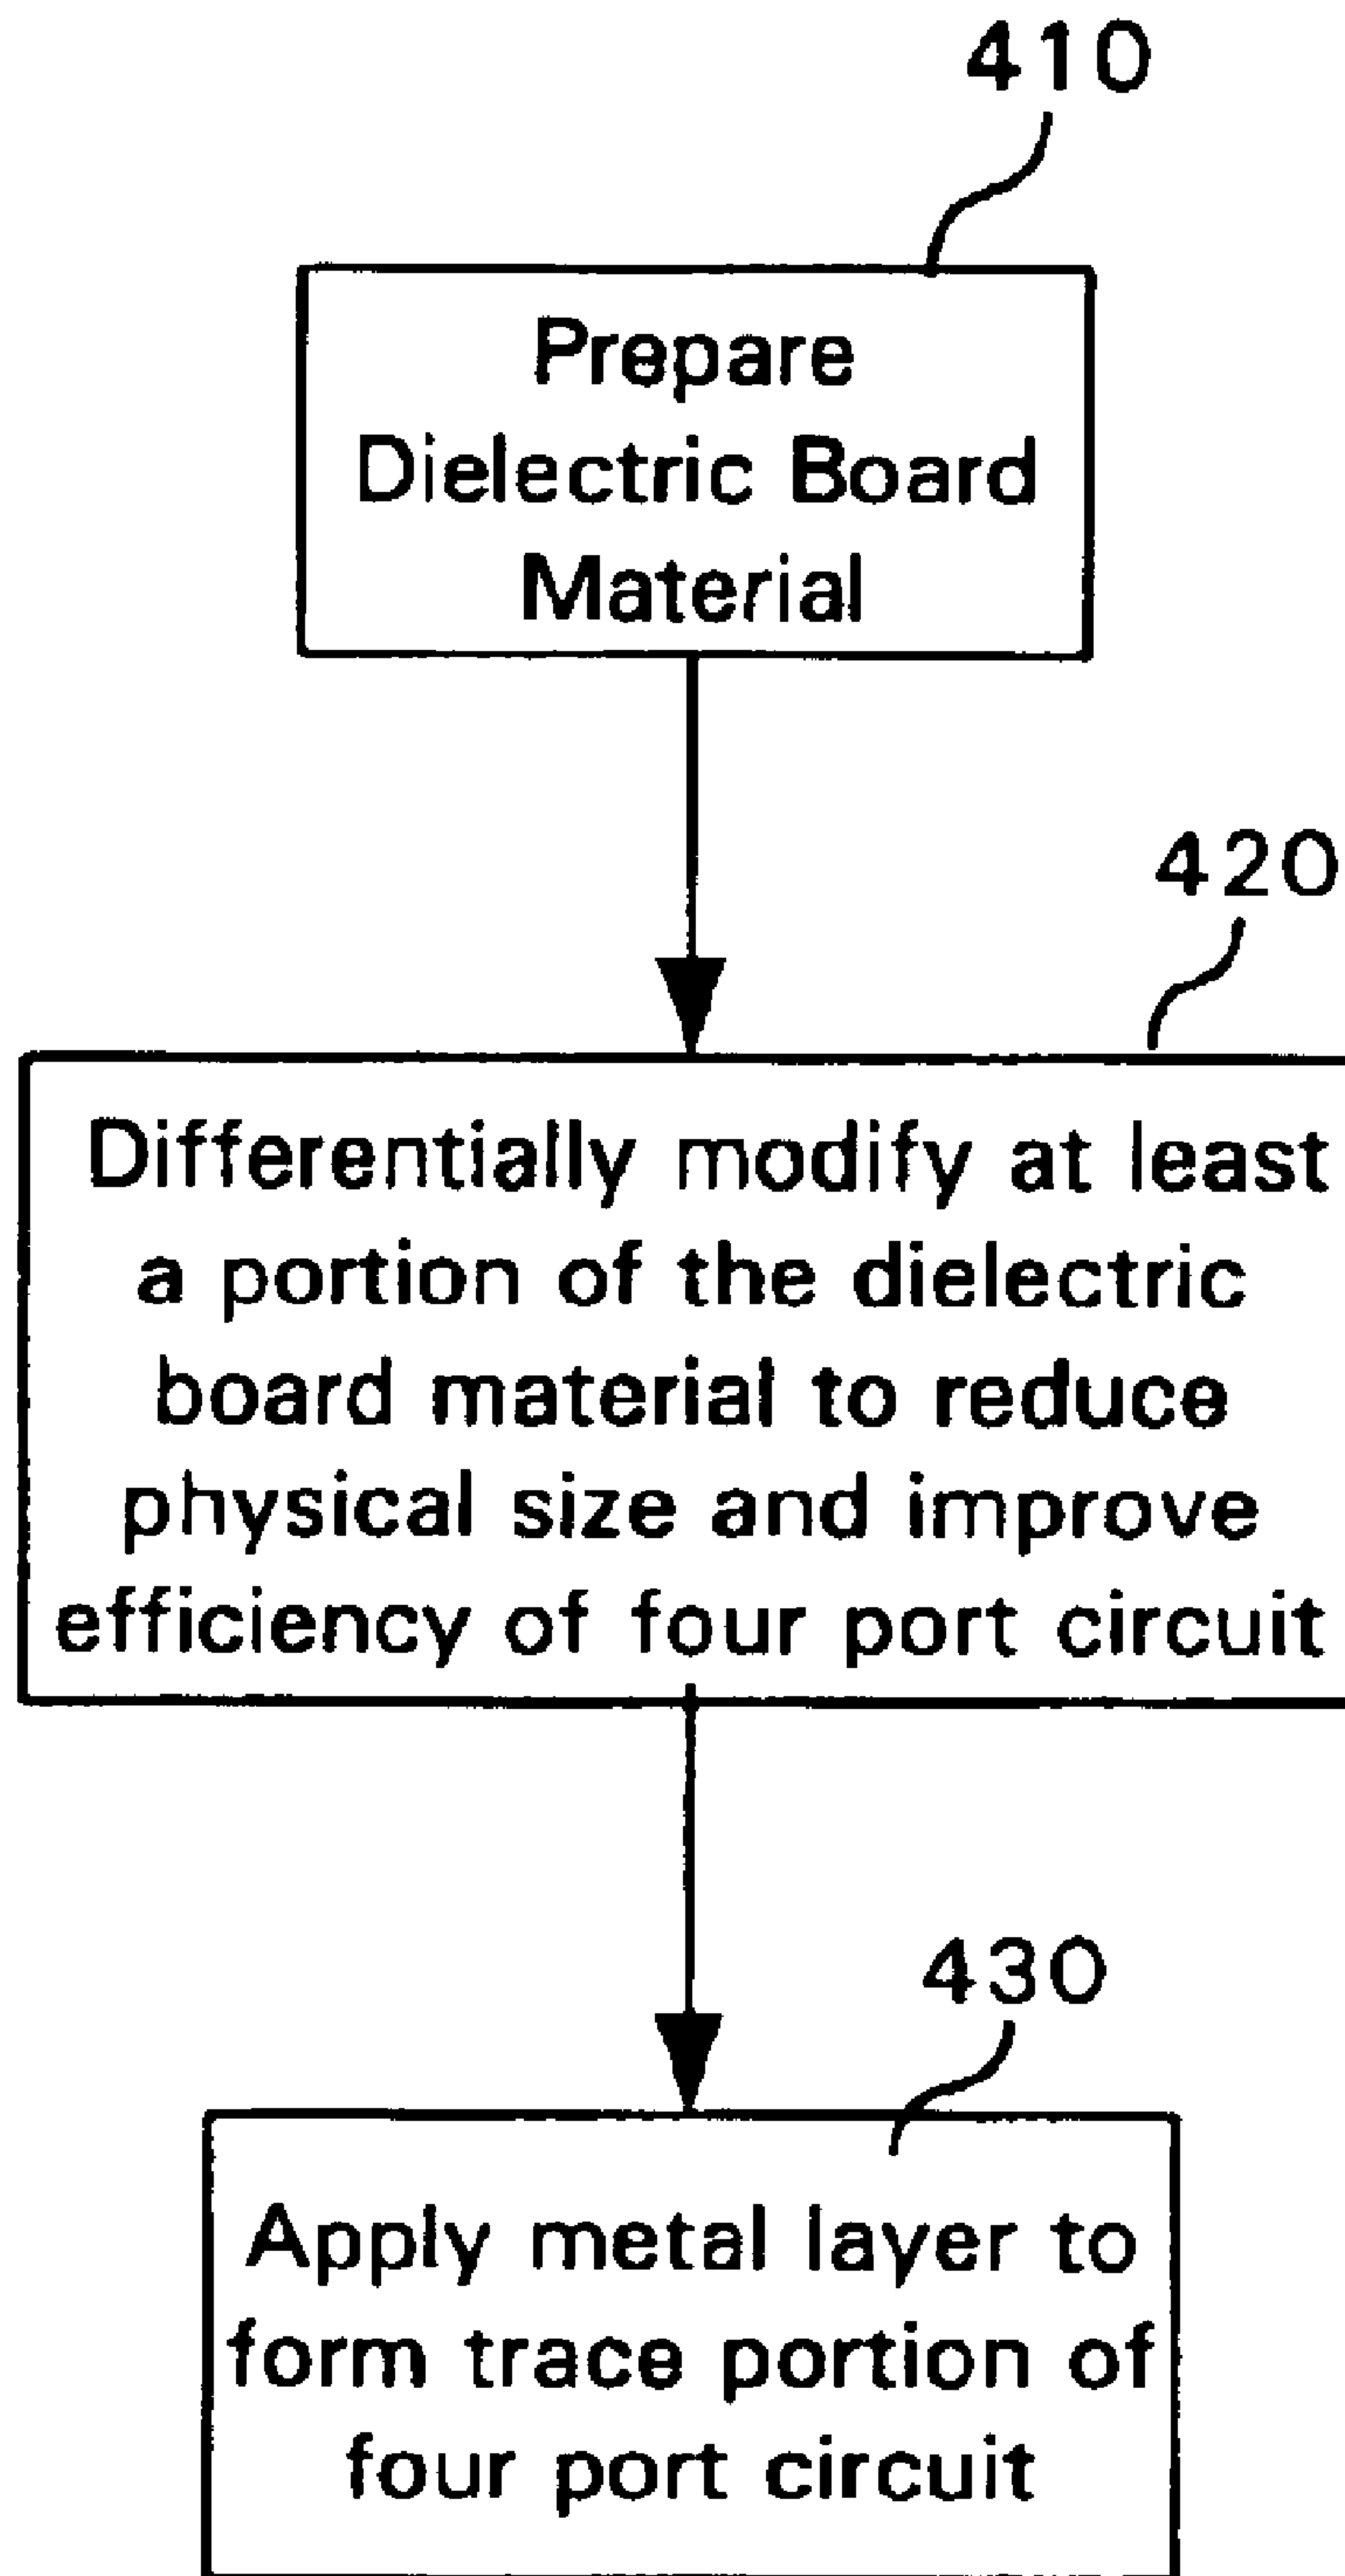 410
Prepare
Dielectric Board
Material
420
Differentially modify at least
a portion of the dielectric
board material to reduce
physical size and improve
efficiency of four port circuit
430
Apply metal layer to
form trace portion of
four port circuit